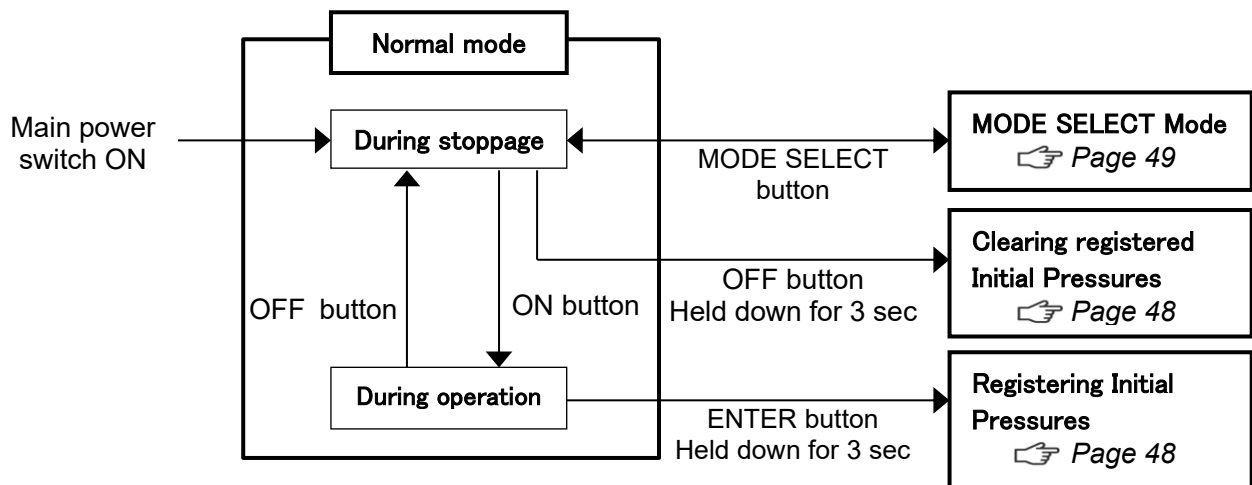 Normal mode
Main power
switch ON
During stoppage
MODE SELECT
button
MODE SELECT Mode
☞ Page 49
OFF button
Held down for 3 sec
Clearing registered
Initial Pressures
☞ Page 48
OFF button
ON button
During operation
ENTER button
Held down for 3 sec
Registering Initial
Pressures
☞ Page 48